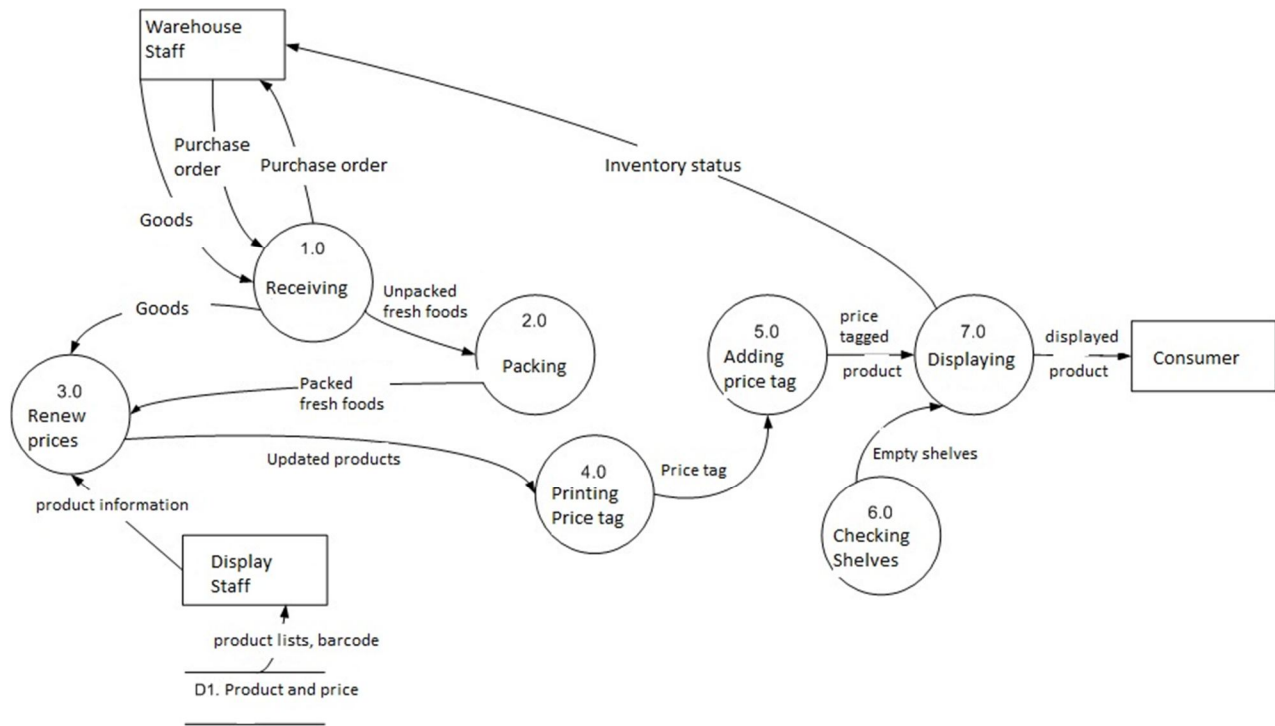 Warehouse
Staff
Purchase
order
Purchase order
Inventory status
Goods
1.0
Receiving
Goods
Unpacked
fresh foods
2.0
Packing
5.0
Adding
price tag
price
tagged
product
7.0
Displaying
displayed
product
Consumer
3.0
Renew
prices
Packed
fresh foods
Updated products
4.0
Printing
Price tag
Price tag
Empty shelves
6.0
Checking
Shelves
product information
Display
Staff
product lists, barcode
D1. Product and price